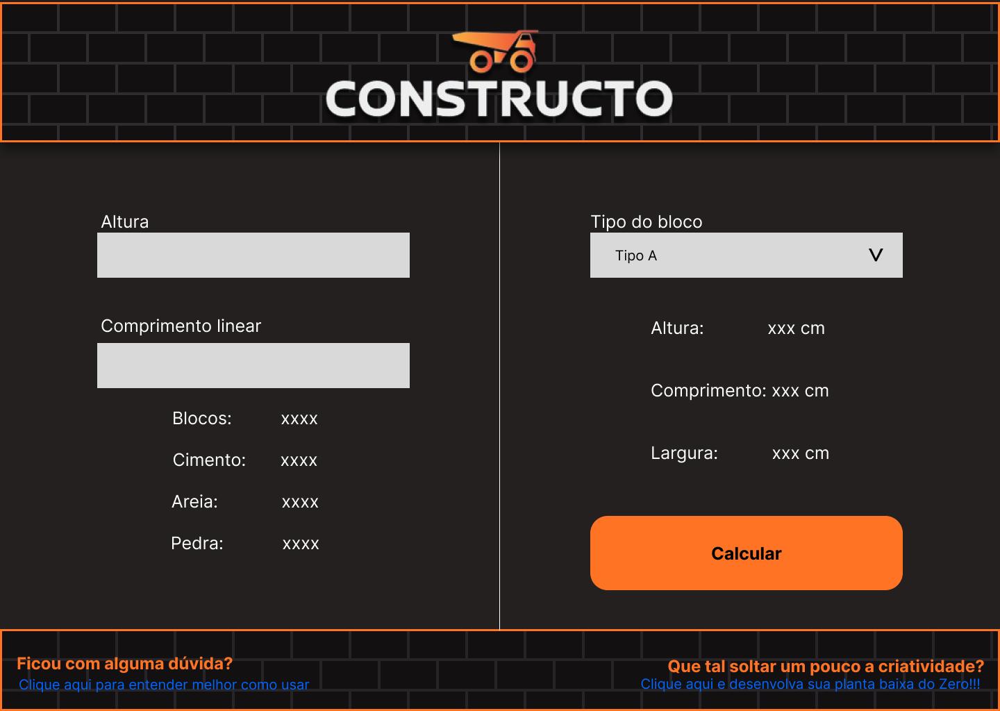 CONSTRUCTO
Altura
Comprimento linear
Blocos: xxxx
Cimento: xxxx
Areia: xxxx
Pedra: xxxx
Tipo do bloco
Tipo A V
Altura: xxx cm
Comprimento: xxx cm
Largura: xxx cm
Calcular
Ficou com alguma dúvida?
Clique aqui para entender melhor como usar
Que tal soltar um pouco a criatividade?
Clique aqui e desenvolva sua planta baixa do Zero!!!